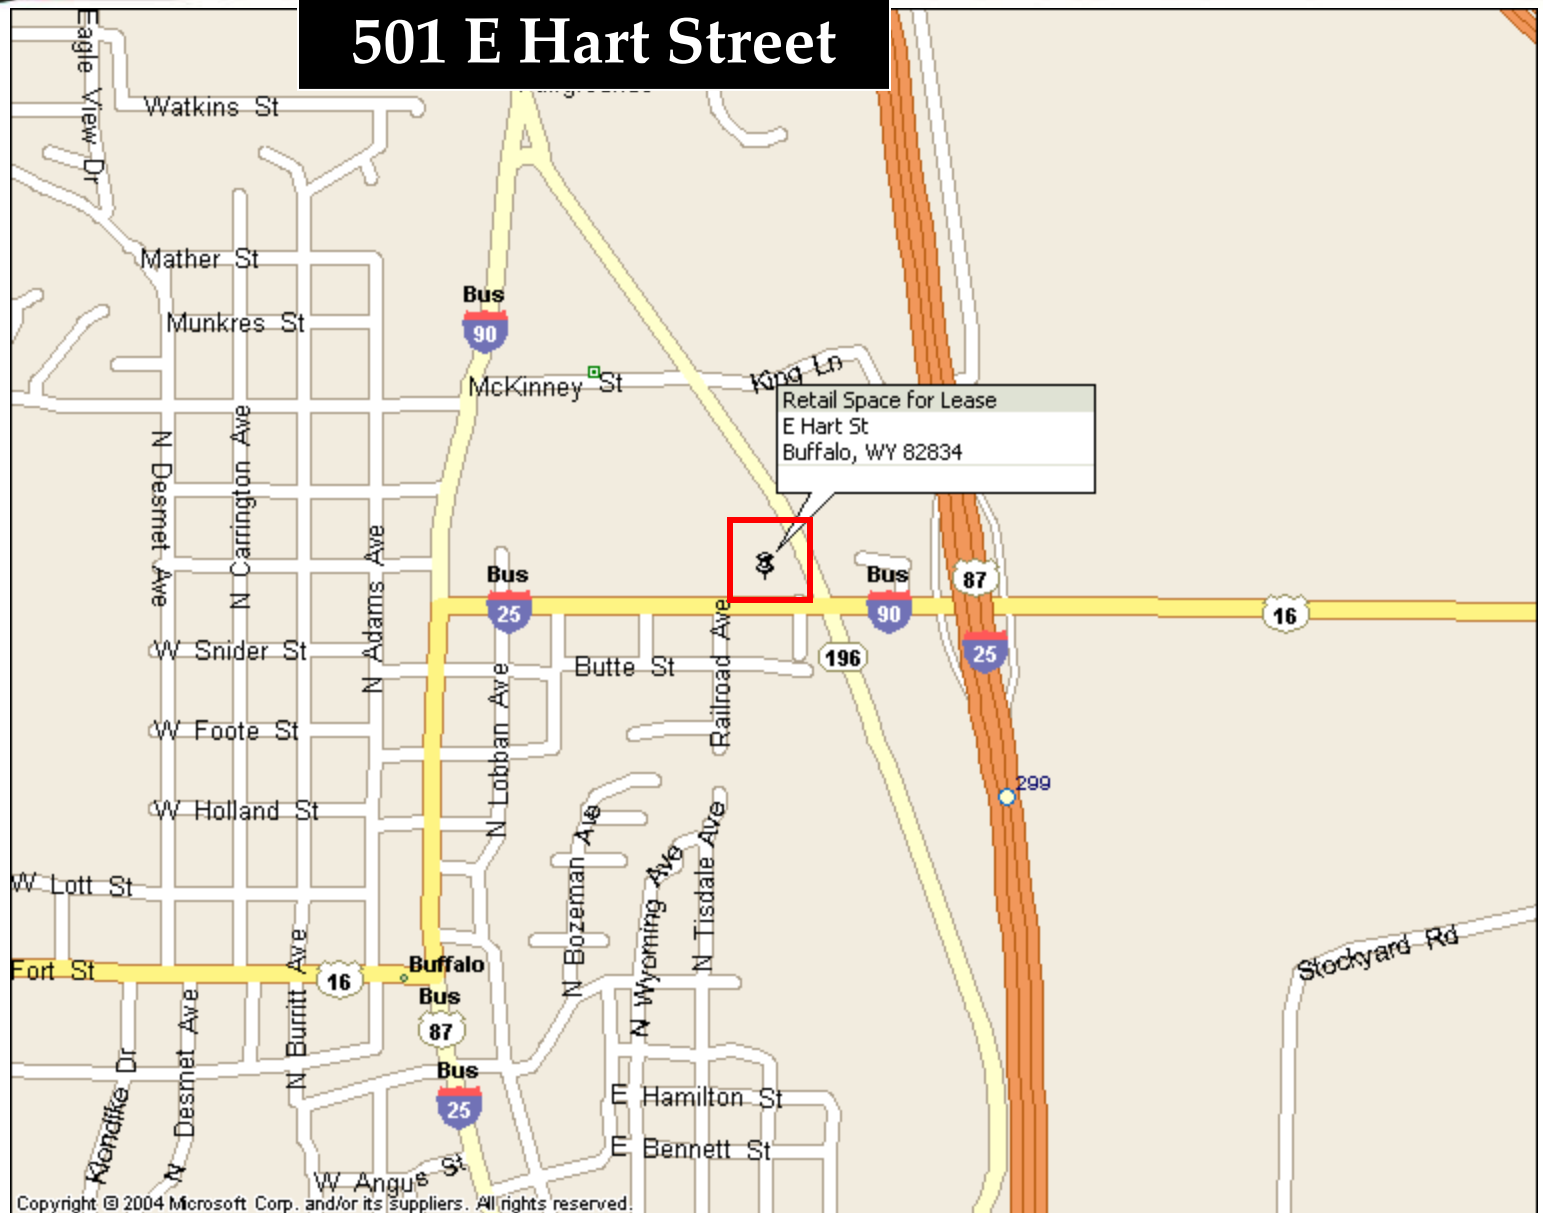 501 E Hart Street
Eagle View Dr
Watkins St
Mather St
Bus
90
Munkres St
McKinney St
King Ln
Retail Space for Lease
E Hart St
Buffalo, WY 82834
N Desmet Ave
N Carrington Ave
N Adams Ave
Bus
25
Bus
90
87
16
25
196
W Snider St
Butte St
Railroad Ave
W Foote St
N Lobban Ave
W Holland St
299
N Bozeman Ave
N Wyoming Ave
N Tisdale Ave
W Lott St
N Burritt Ave
Fort St
16
Buffalo
Bus
87
Stockyard Rd
Klondike Dr
N Desmet Ave
Bus
25
E Hamilton St
E Bennett St
W Angus St
Copyright © 2004 Microsoft Corp. and/or its suppliers. All rights reserved.